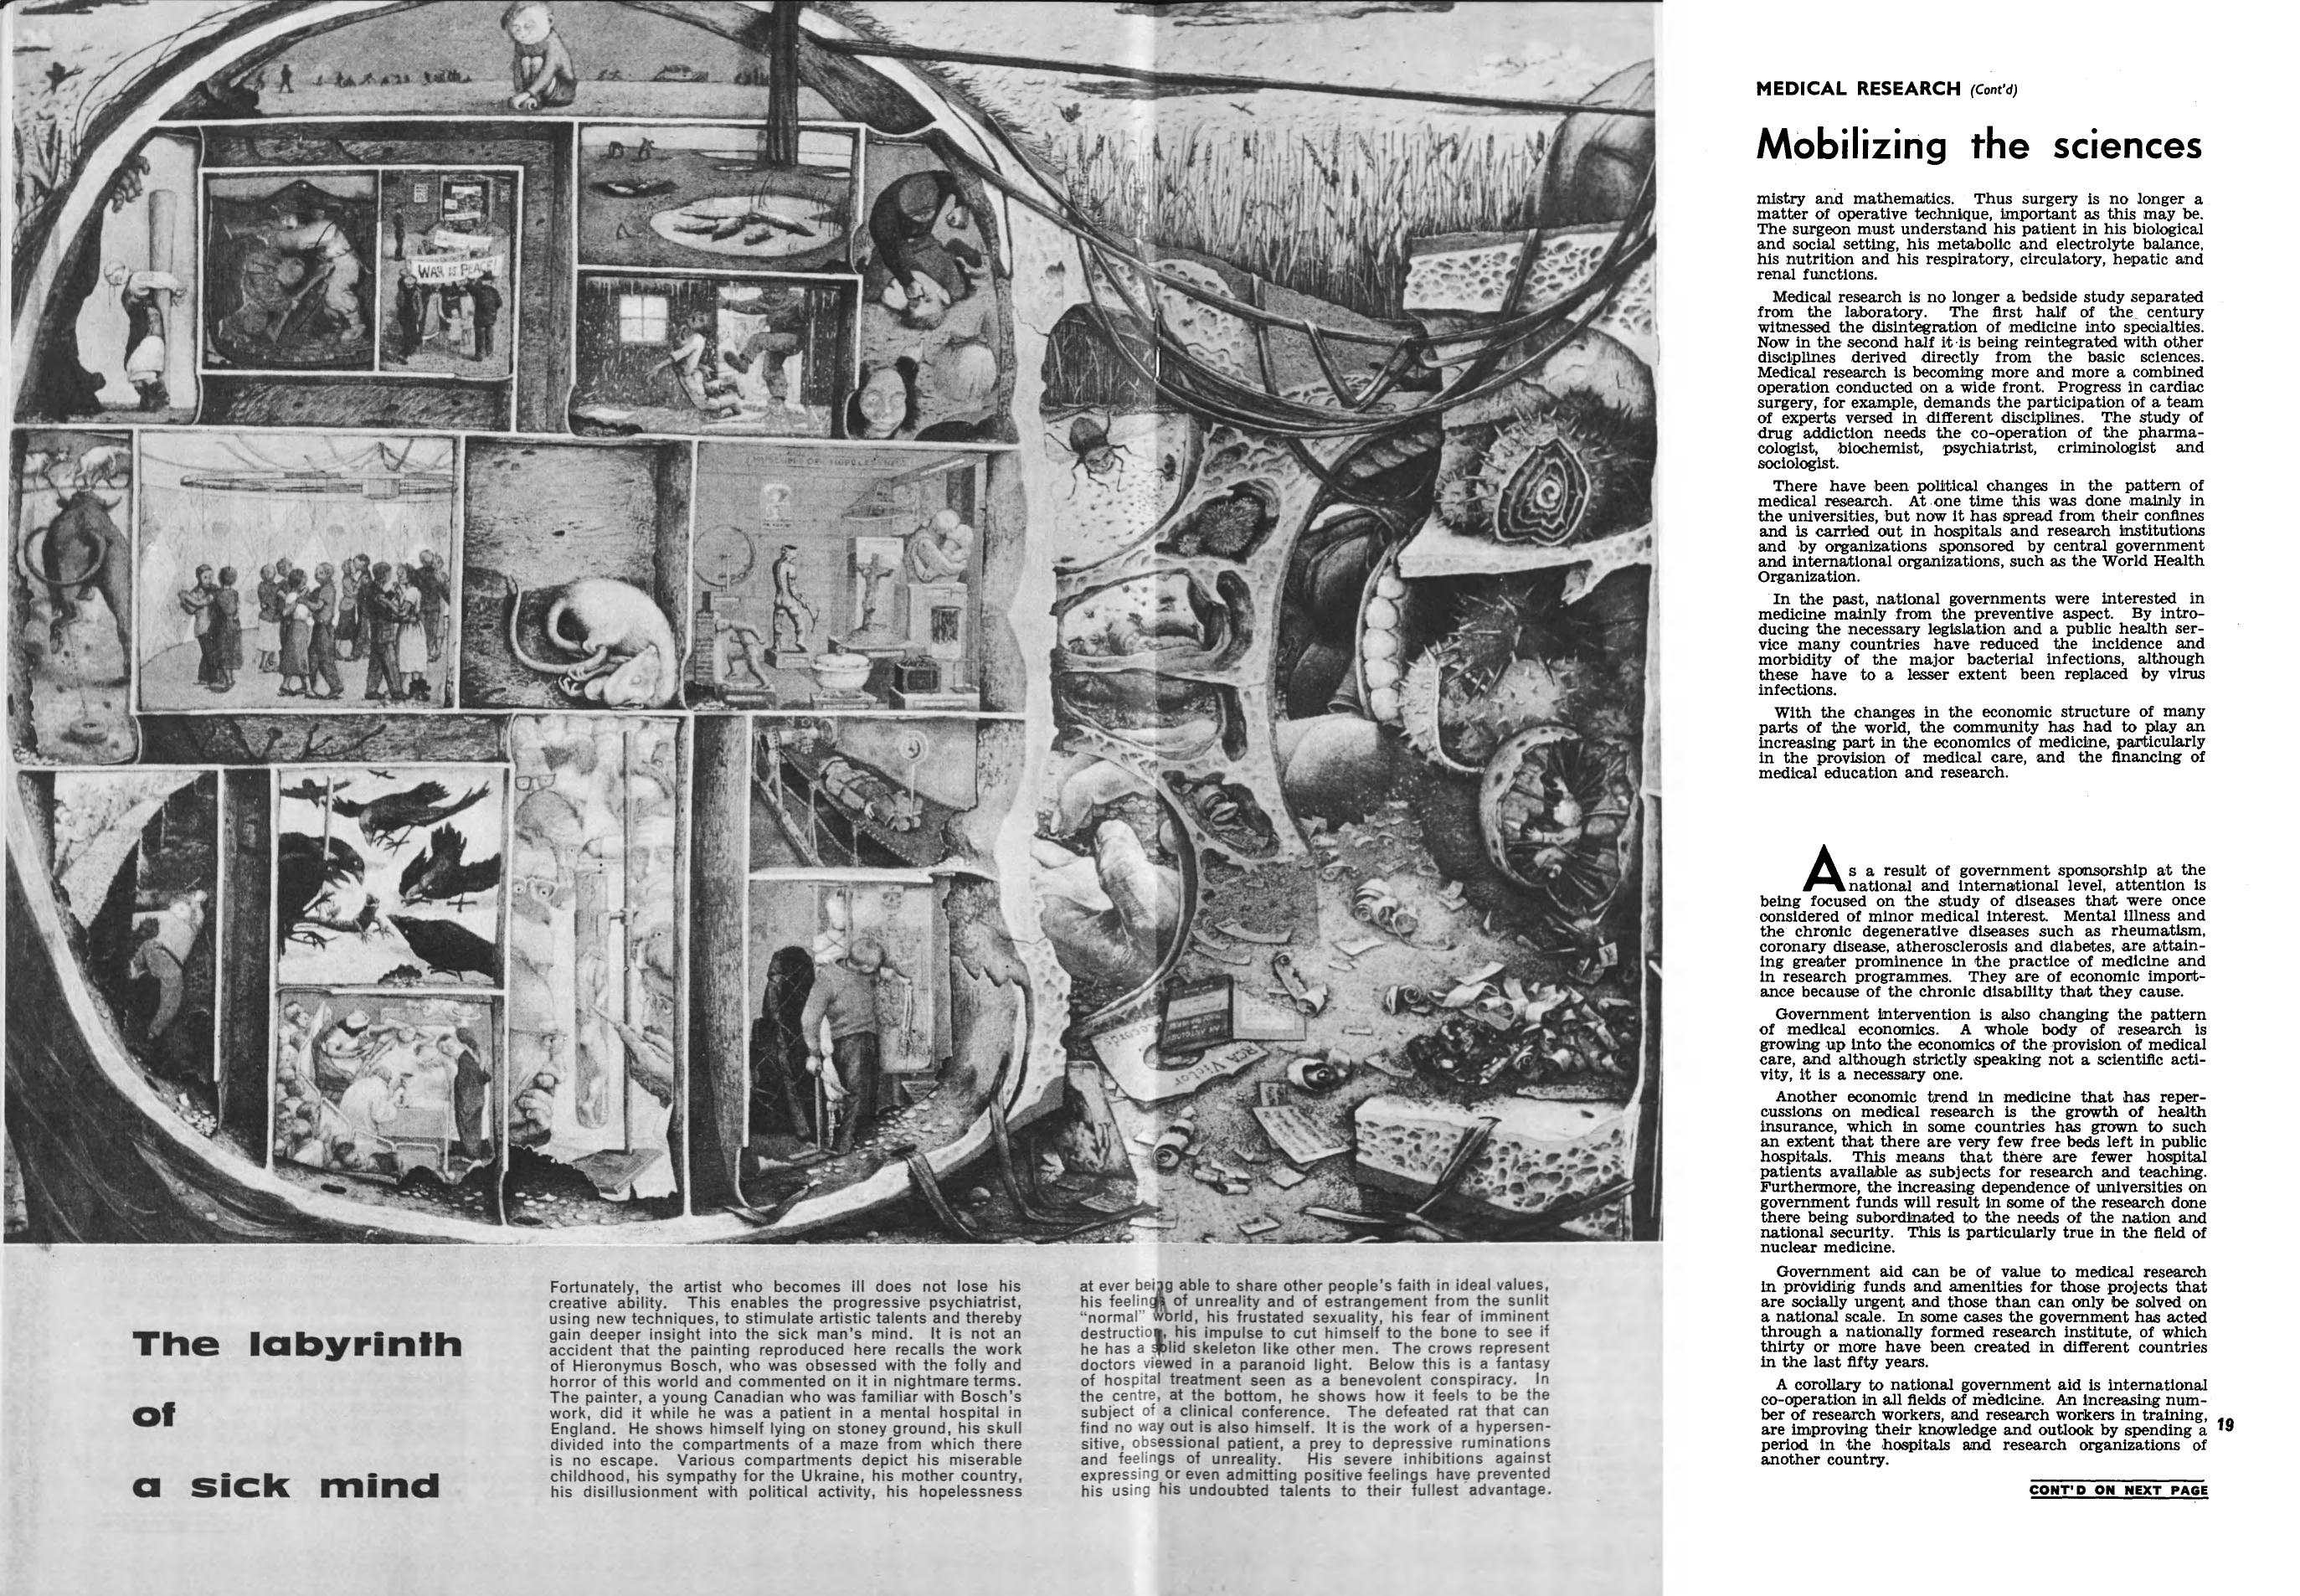 MUSEUM OF HOPELESSNESS
WAR IS PEACE!
RCA VICTOR
The labyrinth
of
a sick mind
Fortunately, the artist who becomes ill does not lose his
creative ability. This enables the progressive psychiatrist,
using new techniques, to stimulate artistic talents and thereby
gain deeper insight into the sick man's mind. It is not an
accident that the painting reproduced here recalls the work
of Hieronymus Bosch, who was obsessed with the folly and
horror of this world and commented on it in nightmare terms.
The painter, a young Canadian who was familiar with Bosch's
work, did it while he was a patient in a mental hospital in
England. He shows himself lying on stoney ground, his skull
divided into the compartments of a maze from which there
is no escape. Various compartments depict his miserable
childhood, his sympathy for the Ukraine, his mother country,
his disillusionment with political activity, his hopelessness
at ever being able to share other people's faith in ideal values,
his feelings of unreality and of estrangement from the sunlit
"normal" world, his frustated sexuality, his fear of imminent
destruction, his impulse to cut himself to the bone to see if
he has a solid skeleton like other men. The crows represent
doctors viewed in a paranoid light. Below this is a fantasy
of hospital treatment seen as a benevolent conspiracy. In
the centre, at the bottom, he shows how it feels to be the
subject of a clinical conference. The defeated rat that can
find no way out is also himself. It is the work of a hypersen-
sitive, obsessional patient, a prey to depressive ruminations
and feelings of unreality. His severe inhibitions against
expressing or even admitting positive feelings have prevented
his using his undoubted talents to their fullest advantage.
MEDICAL RESEARCH (Cont'd)
Mobilizing the sciences
mistry and mathematics. Thus surgery is no longer a
matter of operative technique, important as this may be.
The surgeon must understand his patient in his biological
and social setting, his metabolic and electrolyte balance,
his nutrition and his respiratory, circulatory, hepatic and
renal functions.
Medical research is no longer a bedside study separated
from the laboratory. The first half of the century
witnessed the disintegration of medicine into specialties.
Now in the second half it is being reintegrated with other
disciplines derived directly from the basic sciences.
Medical research is becoming more and more a combined
operation conducted on a wide front. Progress in cardiac
surgery, for example, demands the participation of a team
of experts versed in different disciplines. The study of
drug addiction needs the co-operation of the pharma-
cologist, biochemist, psychiatrist, criminologist and
sociologist.
There have been political changes in the pattern of
medical research. At one time this was done mainly in
the universities, but now it has spread from their confines
and is carried out in hospitals and research institutions
and by organizations sponsored by central government
and international organizations, such as the World Health
Organization.
In the past, national governments were interested in
medicine mainly from the preventive aspect. By intro-
ducing the necessary legislation and a public health ser-
vice many countries have reduced the incidence and
morbidity of the major bacterial infections, although
these have to a lesser extent been replaced by virus
infections.
With the changes in the economic structure of many
parts of the world, the community has had to play an
increasing part in the economics of medicine, particularly
in the provision of medical care, and the financing of
medical education and research.
As a result of government sponsorship at the
national and international level, attention is
being focused on the study of diseases that were once
considered of minor medical interest. Mental illness and
the chronic degenerative diseases such as rheumatism,
coronary disease, atherosclerosis and diabetes, are attain-
ing greater prominence in the practice of medicine and
in research programmes. They are of economic import-
ance because of the chronic disability that they cause.
Government intervention is also changing the pattern
of medical economics. A whole body of research is
growing up into the economics of the provision of medical
care, and although strictly speaking not a scientific acti-
vity, it is a necessary one.
Another economic trend in medicine that has reper-
cussions on medical research is the growth of health
insurance, which in some countries has grown to such
an extent that there are very few free beds left in public
hospitals. This means that there are fewer hospital
patients available as subjects for research and teaching.
Furthermore, the increasing dependence of universities on
government funds will result in some of the research done
there being subordinated to the needs of the nation and
national security. This is particularly true in the field of
nuclear medicine.
Government aid can be of value to medical research
in providing funds and amenities for those projects that
are socially urgent and those than can only be solved on
a national scale. In some cases the government has acted
through a nationally formed research institute, of which
thirty or more have been created in different countries
in the last fifty years.
A corollary to national government aid is international
co-operation in all fields of medicine. An increasing num-
ber of research workers, and research workers in training,
are improving their knowledge and outlook by spending a
period in the hospitals and research organizations of
another country.
19
CONT'D ON NEXT PAGE